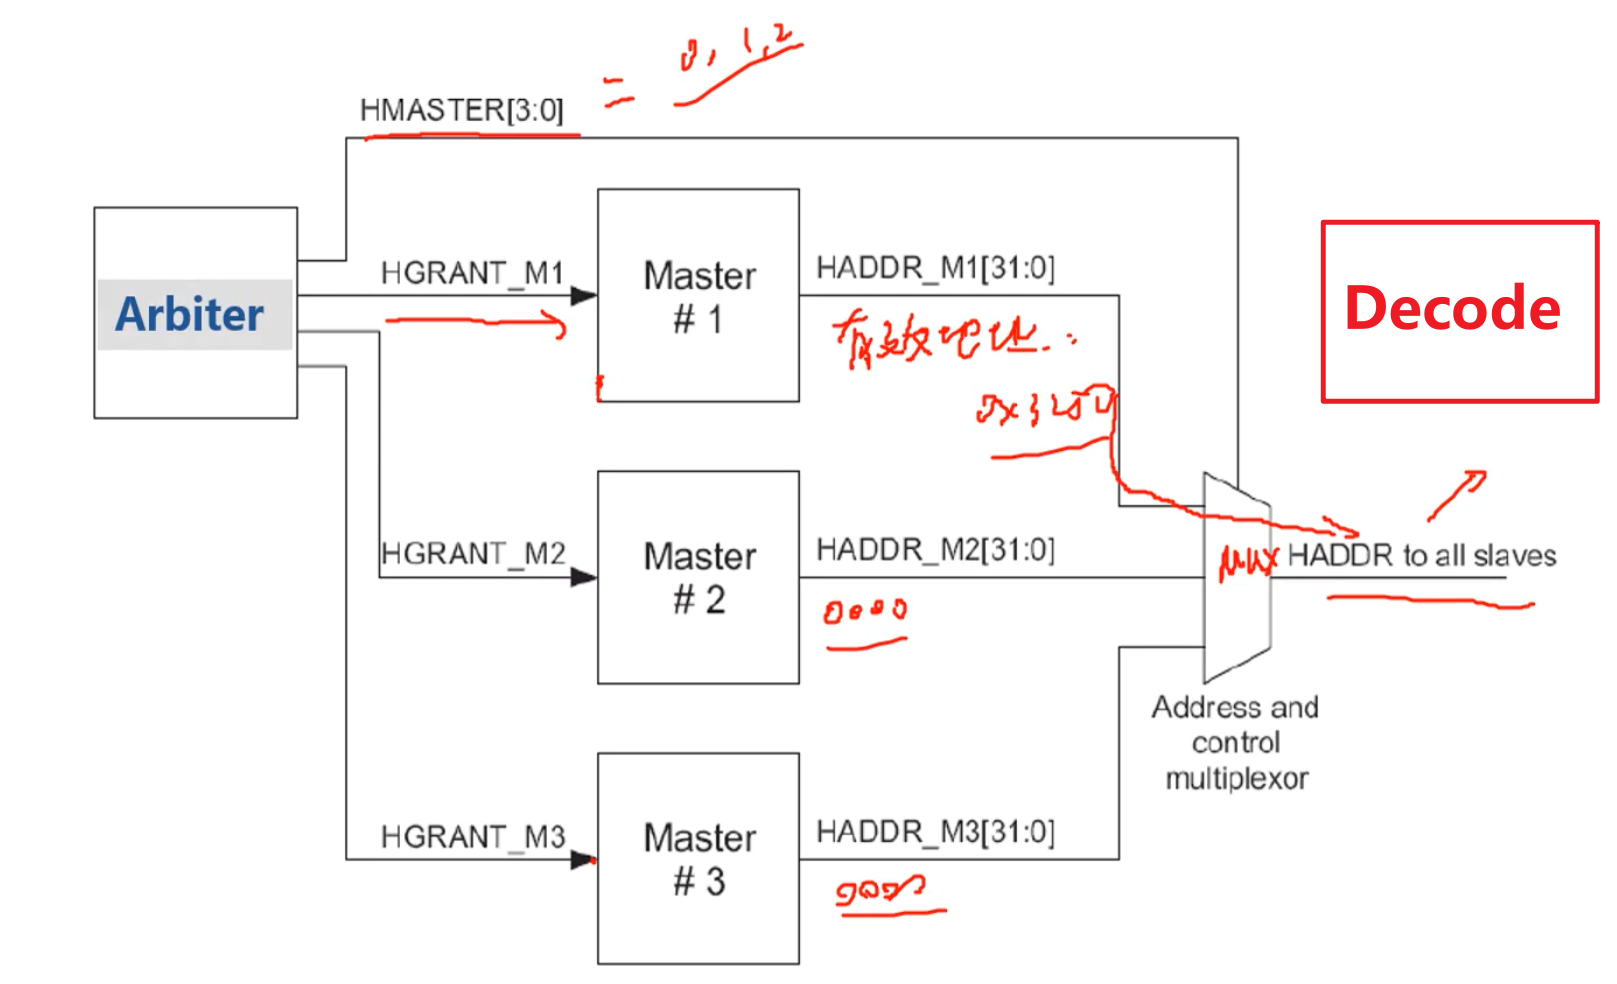 = 0, 1, 2
HMASTER[3:0]
Arbiter
HGRANT_M1
Master
# 1
HADDR_M1[31:0]
有效地址
Decode
HGRANT_M2
Master
# 2
HADDR_M2[31:0]
0000
MUX
HADDR to all slaves
Address and
control
multiplexor
HGRANT_M3
Master
# 3
HADDR_M3[31:0]
0000